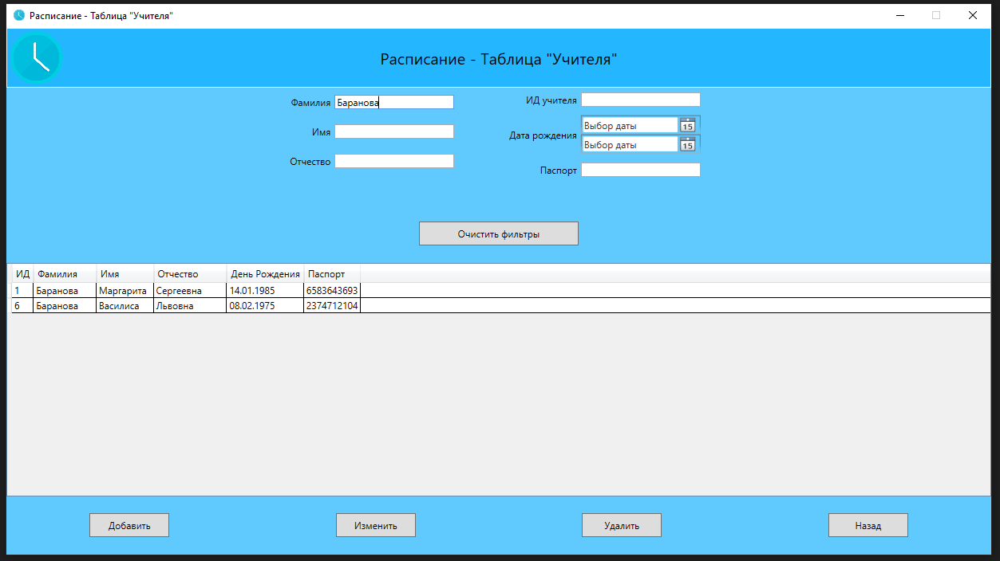 Расписание - Таблица "Учителя"
Расписание - Таблица "Учителя"
Фамилия Баранова
Имя
Отчество
ИД учителя
Дата рождения Выбор даты 15
Выбор даты 15
Паспорт
Очистить фильтры
ИД Фамилия Имя Отчество День Рождения Паспорт
1 Баранова Маргарита Сергеевна 14.01.1985 6583643693
6 Баранова Василиса Львовна 08.02.1975 2374712104
Добавить Изменить Удалить Назад